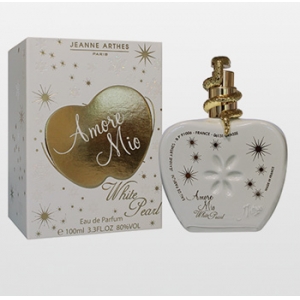 JEANNE ARTHES
PARIS
Amore
Mio
White
Pearl
Eau de Parfum
e 100ml 3.3FL.OZ 80%VOL
Amore
Mio
White Pearl